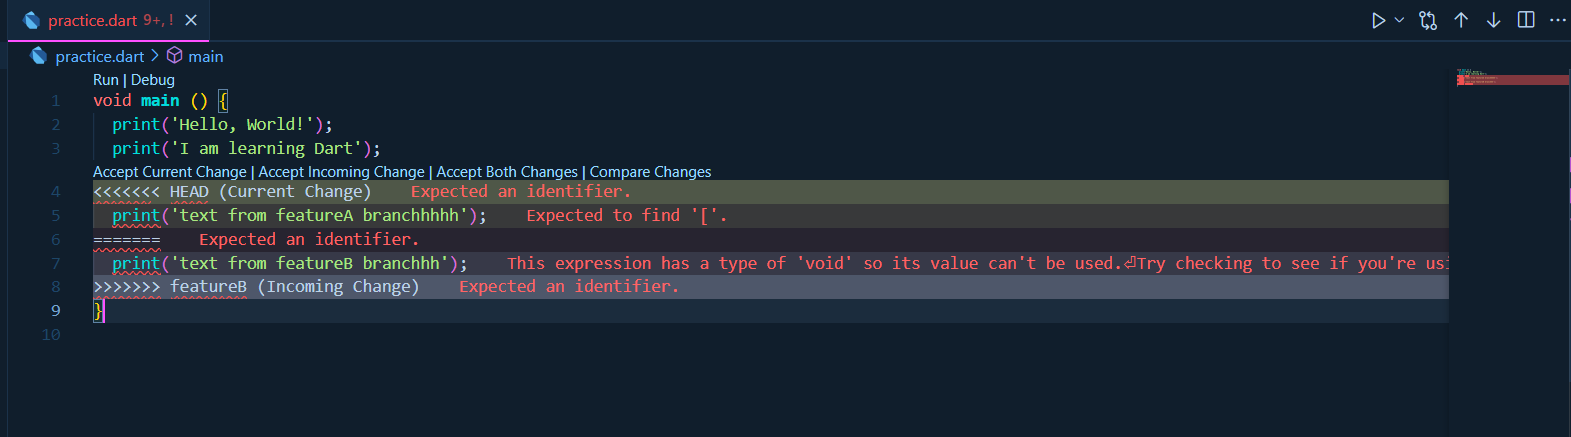 practice.dart 9+, !
practice.dart > main
Run | Debug
1 void main () {
2 print('Hello, World!');
3 print('I am learning Dart');
Accept Current Change | Accept Incoming Change | Accept Both Changes | Compare Changes
4 <<<<<<< HEAD (Current Change) Expected an identifier.
5 print('text from featureA branchhhhh'); Expected to find '['.
6 ======= Expected an identifier.
7 print('text from featureB branchhh'); This expression has a type of 'void' so its value can't be used.⏎Try checking to see if you're usi
8 >>>>>>> featureB (Incoming Change) Expected an identifier.
9 }
10